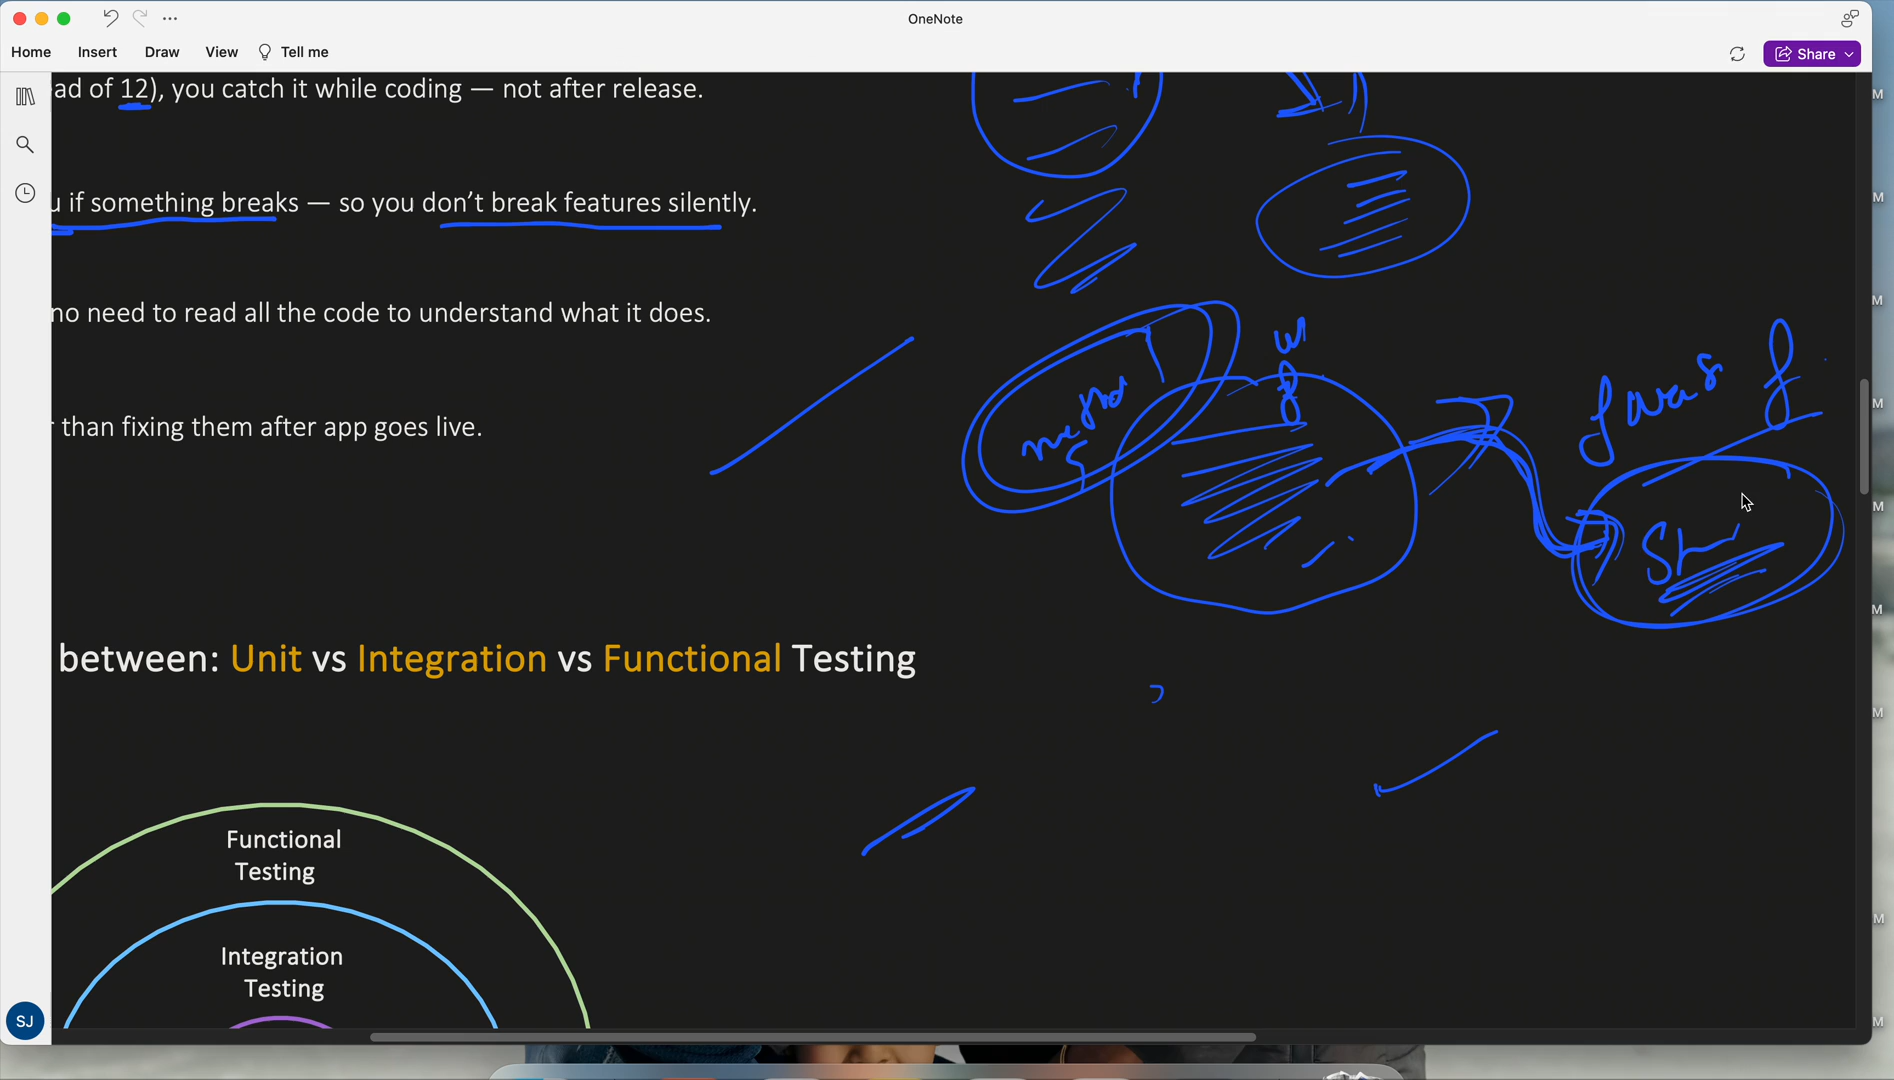 OneNote
Home Insert Draw View Tell me Share
ad of 12), you catch it while coding — not after release.
u if something breaks — so you don't break features silently.
no need to read all the code to understand what it does.
than fixing them after app goes live.
between: Unit vs Integration vs Functional Testing
Functional
Testing
Integration
Testing
SJ
M
M
M
M
M
M
M
M
M